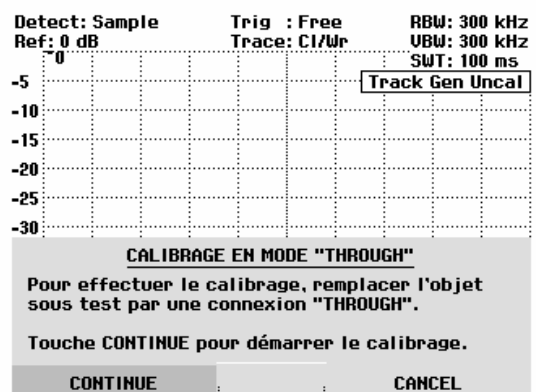 Detect: Sample Trig : Free RBW: 300 kHz
Ref: 0 dB Trace: Cl/Wr VBW: 300 kHz
0 SWT: 100 ms
-5 Track Gen Uncal
-10
-15
-20
-25
-30
CALIBRAGE EN MODE "THROUGH"
Pour effectuer le calibrage, remplacer l'objet
sous test par une connexion "THROUGH".
Touche CONTINUE pour démarrer le calibrage.
CONTINUE CANCEL